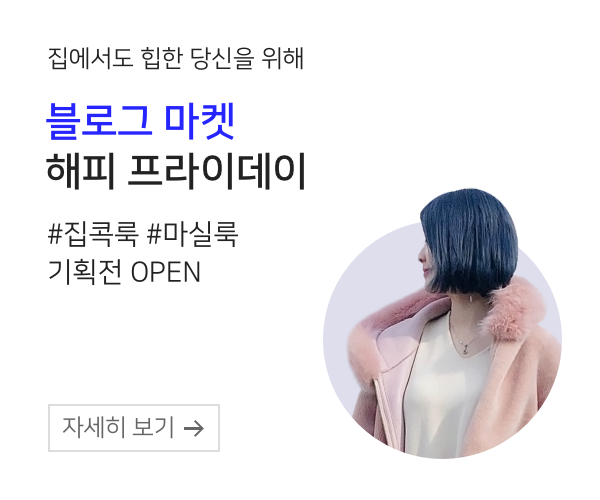 집에서도 힙한 당신을 위해
블로그 마켓
해피 프라이데이
#집콕룩 #마실룩
기획전 OPEN
자세히 보기 →